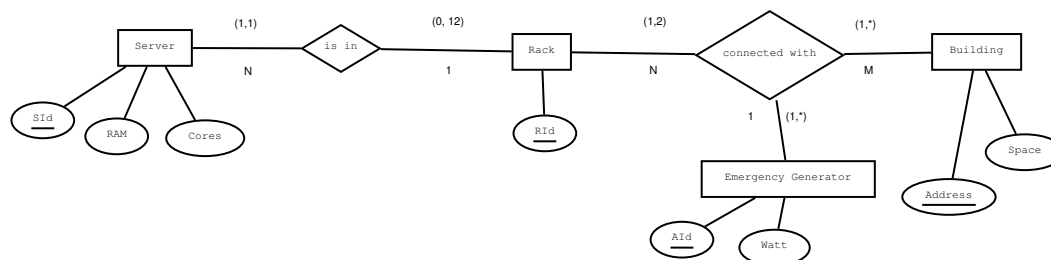 (1,1)
(0, 12)
(1,2)
(1,*)
Server
is in
Rack
connected with
Building
N
1
N
M
SId
RAM
Cores
RId
1
(1,*)
Space
Emergency Generator
Address
AId
Watt